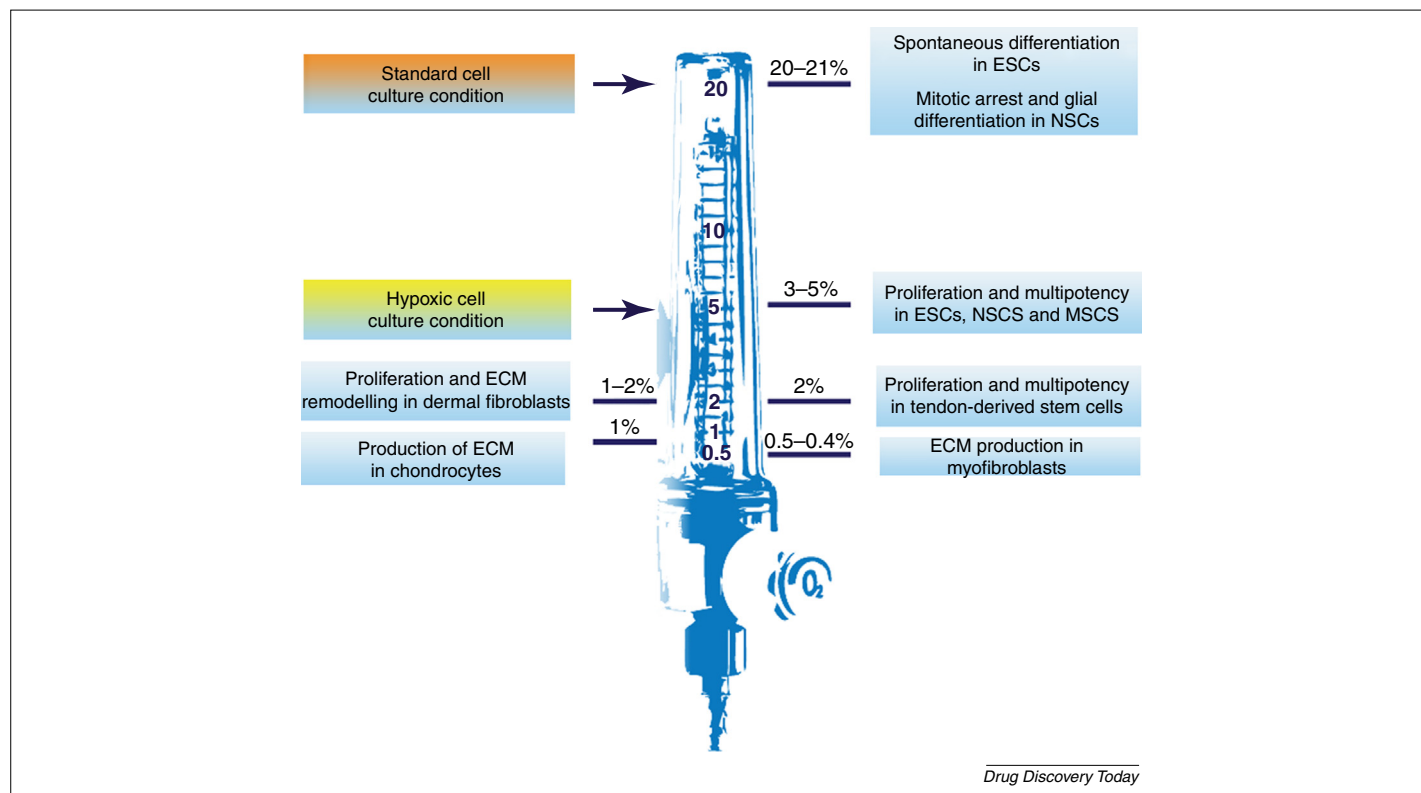 Standard cell
culture condition
20–21%
Spontaneous differentiation
in ESCs
Mitotic arrest and glial
differentiation in NSCs
20
10
Hypoxic cell
culture condition
5
3–5%
Proliferation and multipotency
in ESCs, NSCS and MSCS
Proliferation and ECM
remodelling in dermal fibroblasts
1–2%
2
2%
Proliferation and multipotency
in tendon-derived stem cells
Production of ECM
in chondrocytes
1%
1
0.5
0.5–0.4%
ECM production in
myofibroblasts
O2
Drug Discovery Today